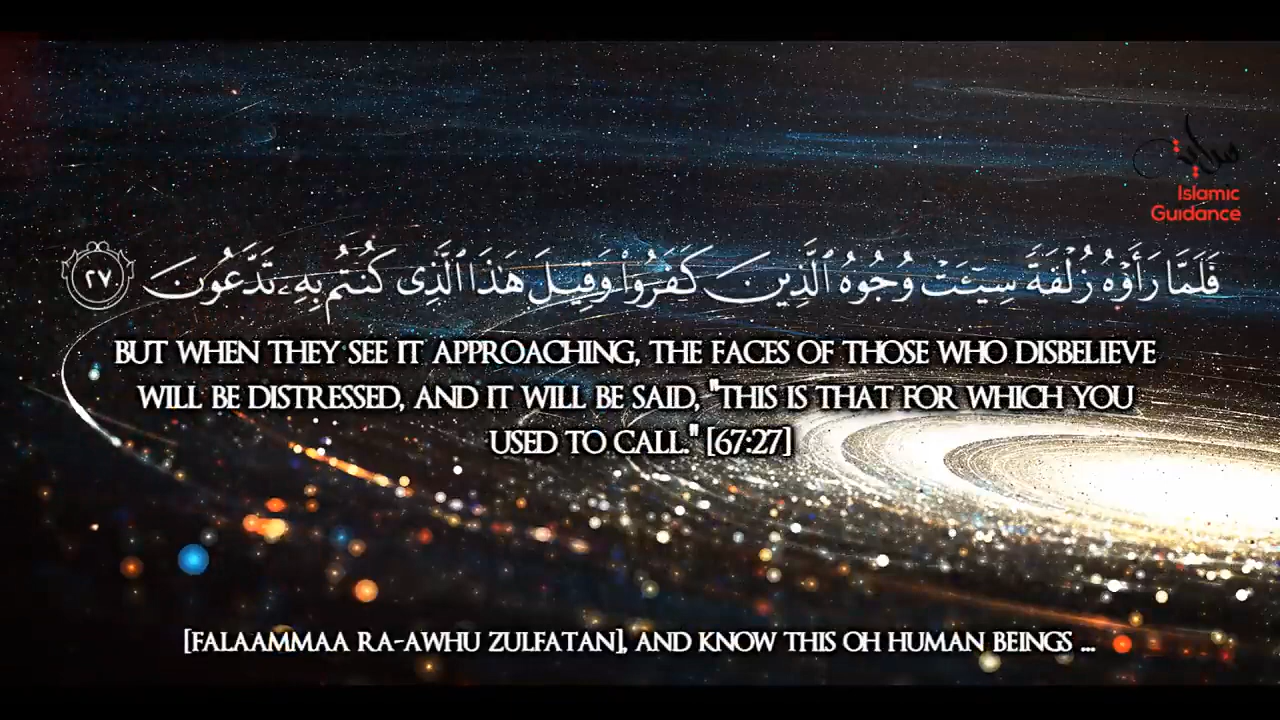 Islamic
Guidance
فَلَمَّا رَأَوْهُ زُلْفَةً سِيٓـَٔتْ وُجُوهُ ٱلَّذِينَ كَفَرُوا۟ وَقِيلَ هَـٰذَا ٱلَّذِى كُنتُم بِهِۦ تَدَّعُونَ ٢٧
BUT WHEN THEY SEE IT APPROACHING, THE FACES OF THOSE WHO DISBELIEVE
WILL BE DISTRESSED, AND IT WILL BE SAID, "THIS IS THAT FOR WHICH YOU
USED TO CALL." [67:27]
[FALAAMMAA RA-AWHU ZULFATAN], AND KNOW THIS OH HUMAN BEINGS ...